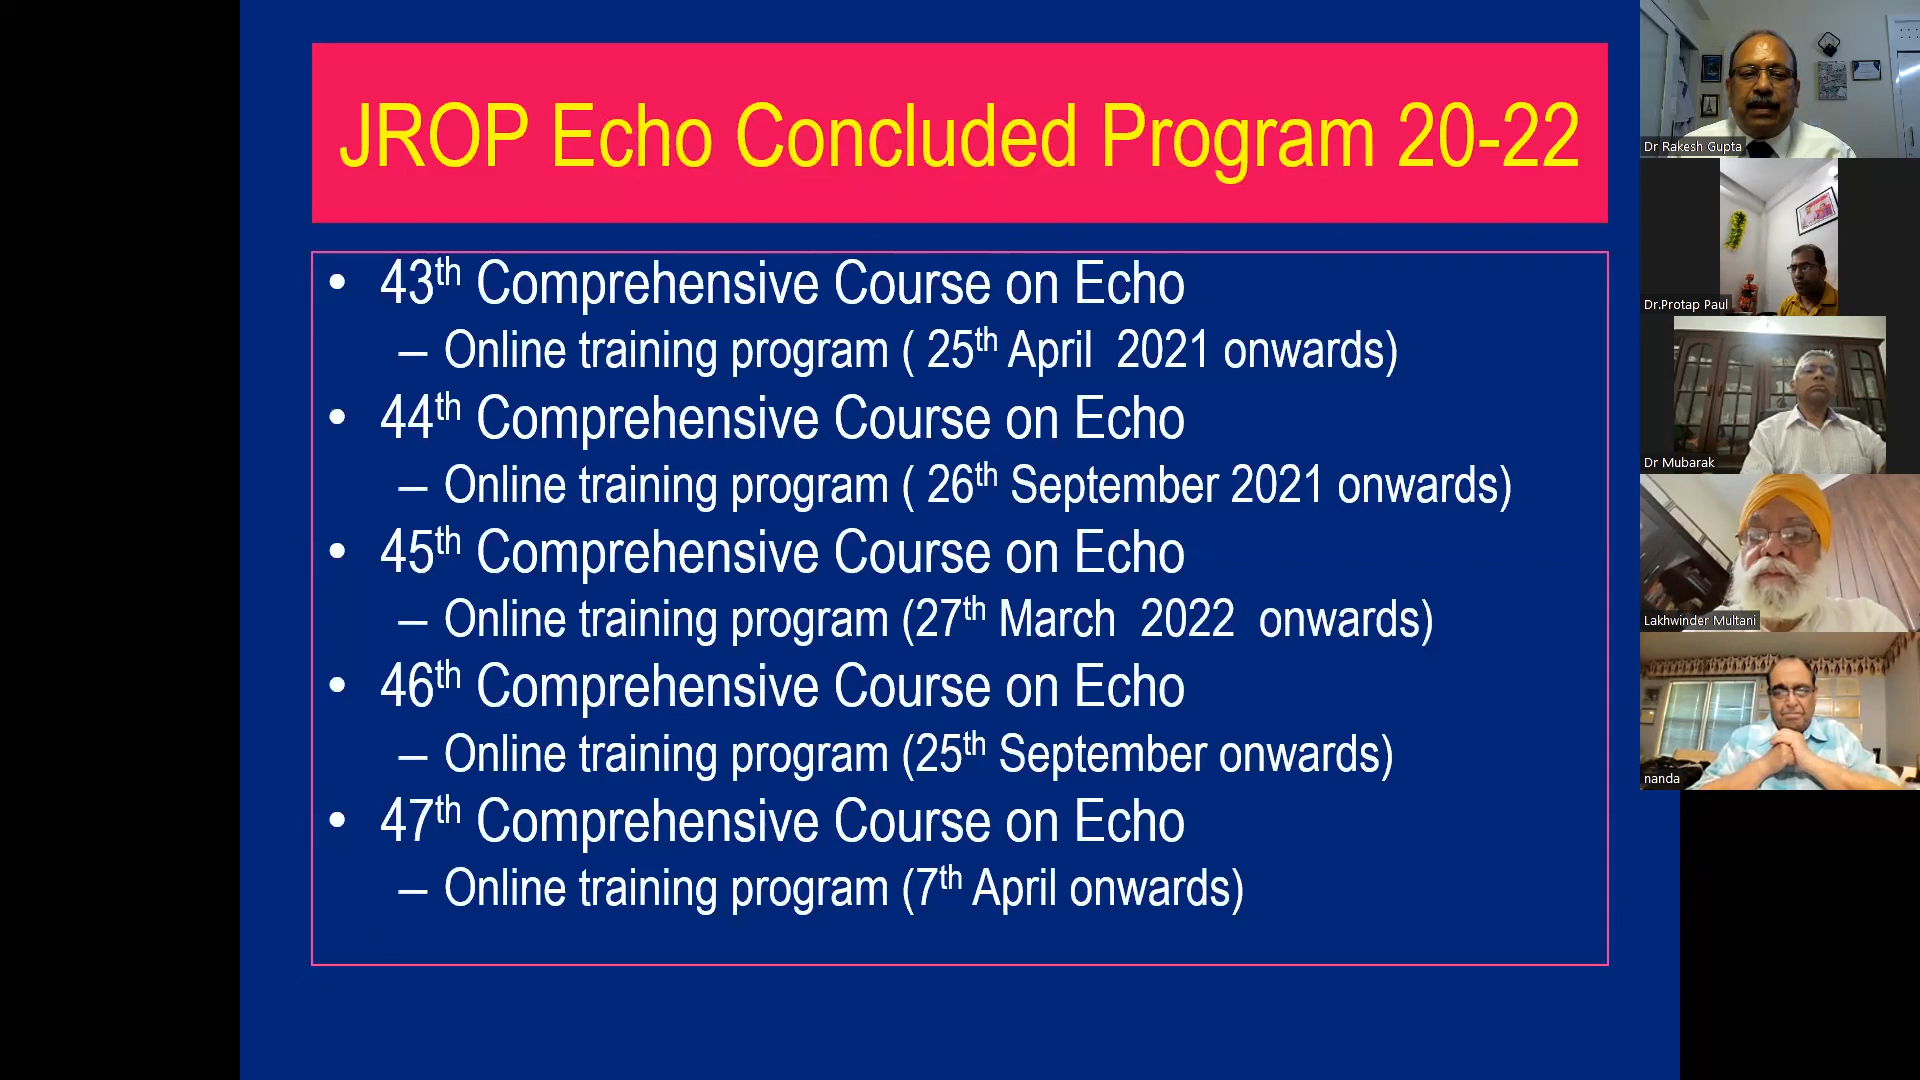 JROP Echo Concluded Program 20-22
• 43th Comprehensive Course on Echo
– Online training program ( 25th April 2021 onwards)
• 44th Comprehensive Course on Echo
– Online training program ( 26th September 2021 onwards)
• 45th Comprehensive Course on Echo
– Online training program (27th March 2022 onwards)
• 46th Comprehensive Course on Echo
– Online training program (25th September onwards)
• 47th Comprehensive Course on Echo
– Online training program (7th April onwards)
Dr Rakesh Gupta
Dr.Protap Paul
Dr Mubarak
Lakhwinder Multani
nanda